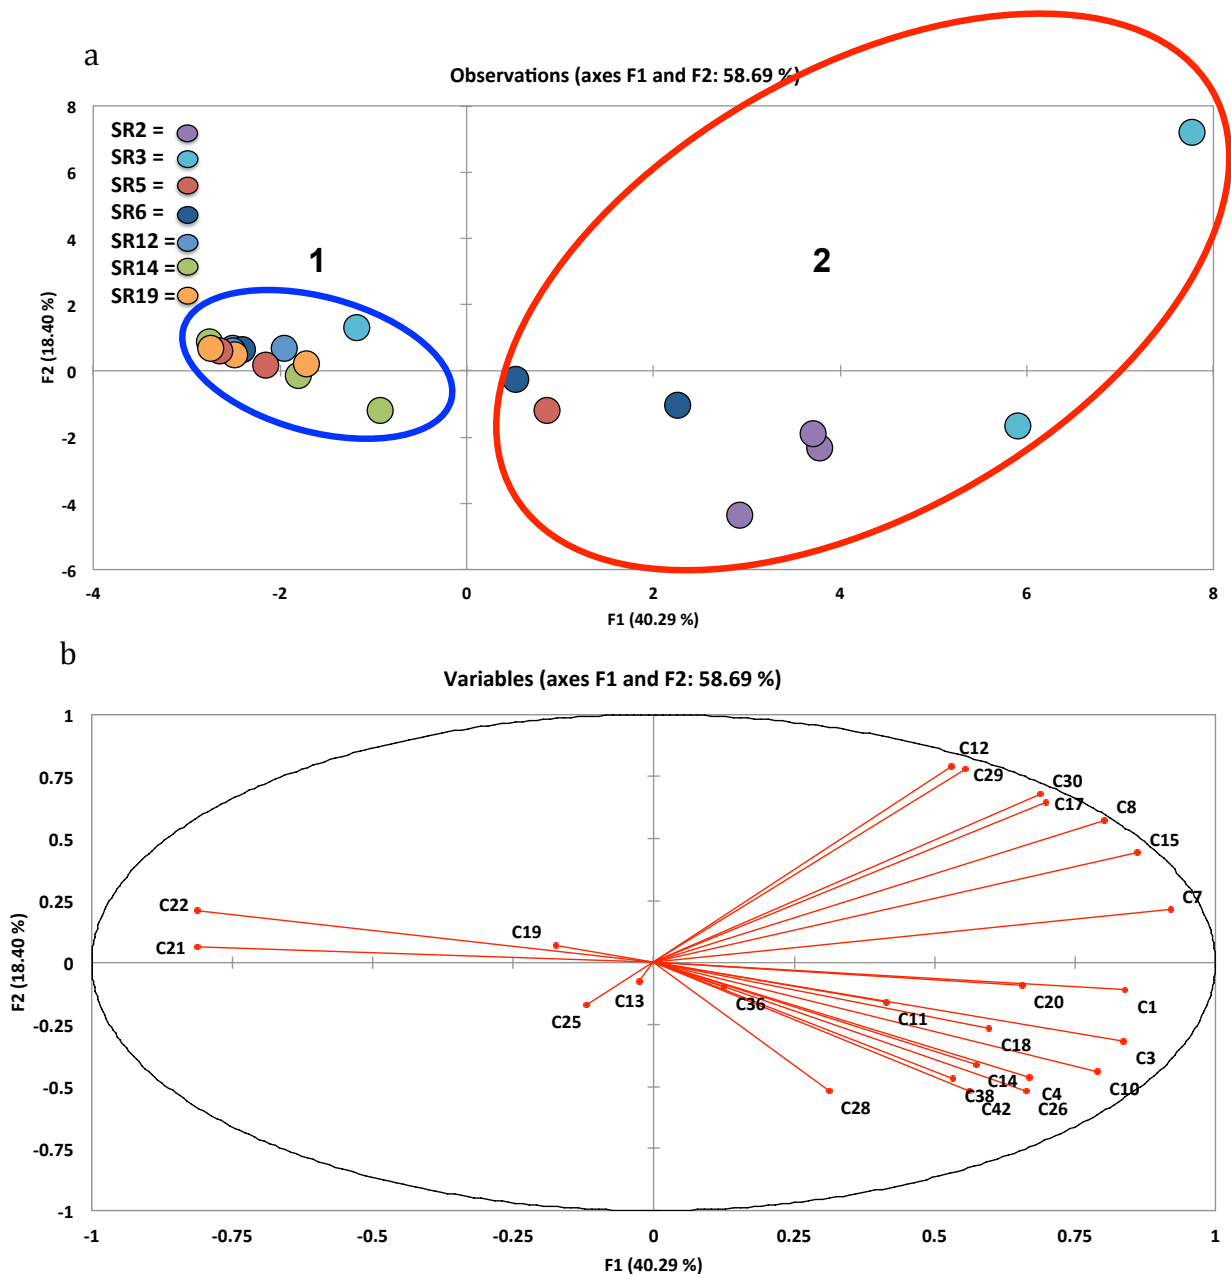 a
Observations (axes F1 and F2: 58.69 %)
8
6
4
2
0
-2
-4
-6
F2 (18.40 %)
SR2 =
SR3 =
SR5 =
SR6 =
SR12 =
SR14 =
SR19 =
1
2
-4
-2
0
2
4
6
8
F1 (40.29 %)
b
Variables (axes F1 and F2: 58.69 %)
1
0.75
0.5
0.25
0
-0.25
-0.5
-0.75
-1
F2 (18.40 %)
C12
C29
C30
C17
C8
C15
C7
C22
C21
C19
C13
C25
C36
C11
C20
C1
C18
C3
C14
C4
C10
C38
C28
C42
C26
-1
-0.75
-0.5
-0.25
0
0.25
0.5
0.75
1
F1 (40.29 %)